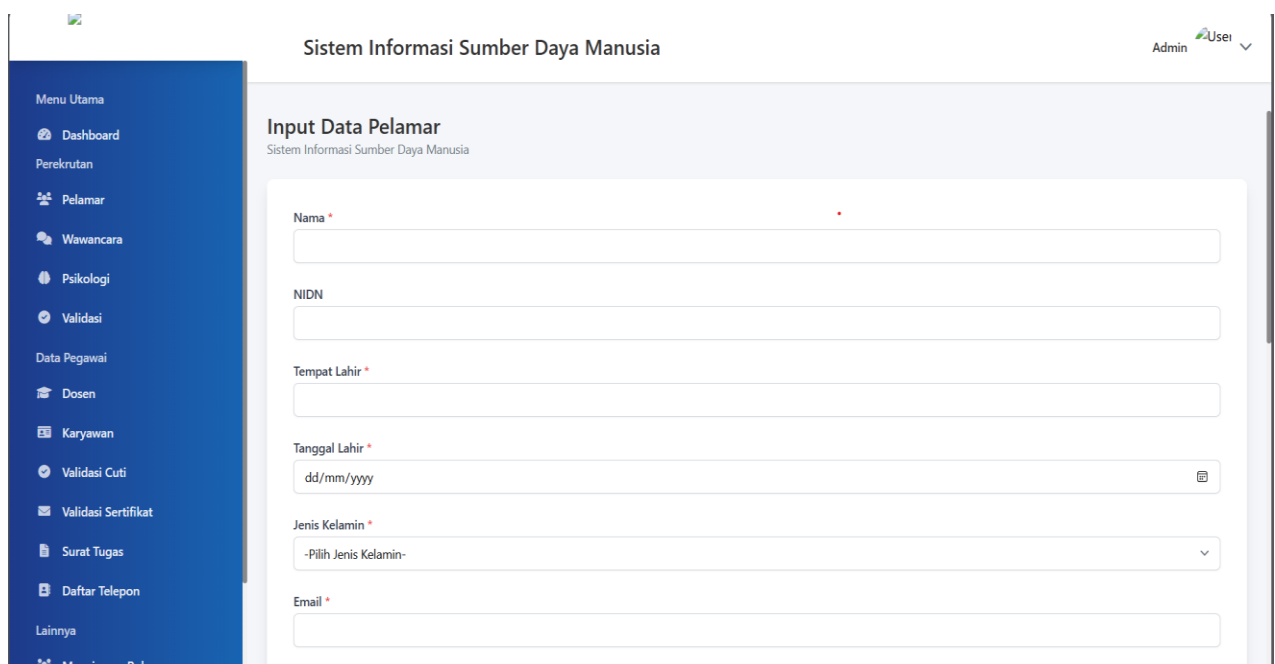 Sistem Informasi Sumber Daya Manusia
Admin
User
Menu Utama
Dashboard
Perekrutan
Pelamar
Wawancara
Psikologi
Validasi
Data Pegawai
Dosen
Karyawan
Validasi Cuti
Validasi Sertifikat
Surat Tugas
Daftar Telepon
Lainnya
Input Data Pelamar
Sistem Informasi Sumber Daya Manusia
Nama *
NIDN
Tempat Lahir *
Tanggal Lahir *
dd/mm/yyyy
Jenis Kelamin *
-Pilih Jenis Kelamin-
Email *